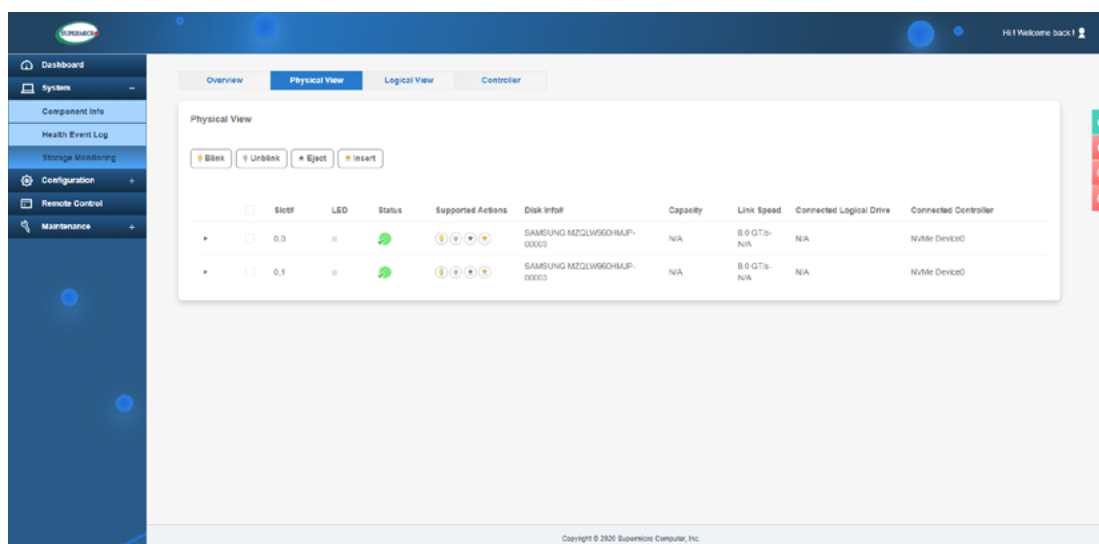 SUPERMICR
Hi ! Welcome back !
Dashboard
System
Component Info
Health Event Log
Storage Monitoring
Configuration
Remote Control
Maintenance
Overview Physical View Logical View Controller
Physical View
Blink Unblink Eject Insert
Slot# LED Status Supported Actions Disk Info# Capacity Link Speed Connected Logical Drive Connected Controller
0,0 SAMSUNG MZQLW960HMJP-00003 N/A 8.0 GT/s-N/A N/A NVMe Device0
0,1 SAMSUNG MZQLW960HMJP-00003 N/A 8.0 GT/s-N/A N/A NVMe Device0
Copyright © 2020 Supermicro Computer, Inc.